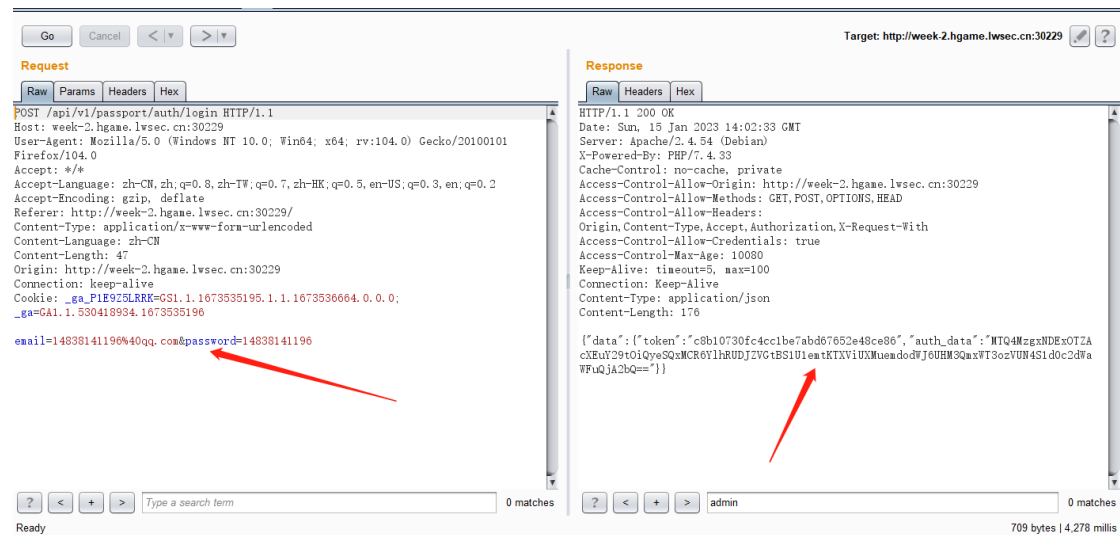 Go Cancel < > Target: http://week-2.hgame.lwsec.cn:30229 ?
Request
Raw Params Headers Hex
POST /api/v1/passport/auth/login HTTP/1.1
Host: week-2.hgame.lwsec.cn:30229
User-Agent: Mozilla/5.0 (Windows NT 10.0; Win64; x64; rv:104.0) Gecko/20100101
Firefox/104.0
Accept: */*
Accept-Language: zh-CN,zh;q=0.8,zh-TW;q=0.7,zh-HK;q=0.5,en-US;q=0.3,en;q=0.2
Accept-Encoding: gzip, deflate
Referer: http://week-2.hgame.lwsec.cn:30229/
Content-Type: application/x-www-form-urlencoded
Content-Language: zh-CN
Content-Length: 47
Origin: http://week-2.hgame.lwsec.cn:30229
Connection: keep-alive
Cookie: _ga_P1E9Z5LRRK=GS1.1.1673535195.1.1.1673536664.0.0.0;
_ga=GA1.1.530418934.1673535196
email=14838141196%40qq.com&password=14838141196
? < + > Type a search term 0 matches
Response
Raw Headers Hex
HTTP/1.1 200 OK
Date: Sun, 15 Jan 2023 14:02:33 GMT
Server: Apache/2.4.54 (Debian)
X-Powered-By: PHP/7.4.33
Cache-Control: no-cache, private
Access-Control-Allow-Origin: http://week-2.hgame.lwsec.cn:30229
Access-Control-Allow-Methods: GET,POST,OPTIONS,HEAD
Access-Control-Allow-Headers:
Origin,Content-Type,Accept,Authorization,X-Request-With
Access-Control-Allow-Credentials: true
Access-Control-Max-Age: 10080
Keep-Alive: timeout=5, max=100
Connection: Keep-Alive
Content-Type: application/json
Content-Length: 176
{"data":{"token":"c8b10730fc4cc1be7abd67652e48ce86","auth_data":"
"}}
? < + > admin 0 matches
Ready 709 bytes | 4,278 millis